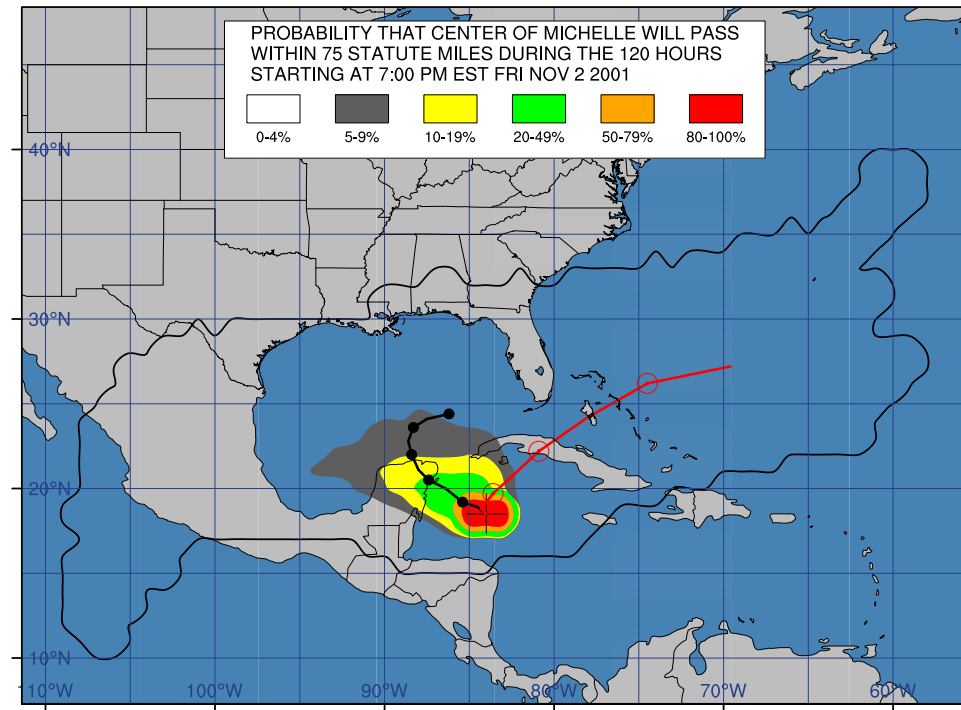 PROBABILITY THAT CENTER OF MICHELLE WILL PASS
WITHIN 75 STATUTE MILES DURING THE 120 HOURS
STARTING AT 7:00 PM EST FRI NOV 2 2001
0-4% 5-9% 10-19% 20-49% 50-79% 80-100%
40°N
30°N
20°N
10°N
110°W 100°W 90°W 80°W 70°W 60°W